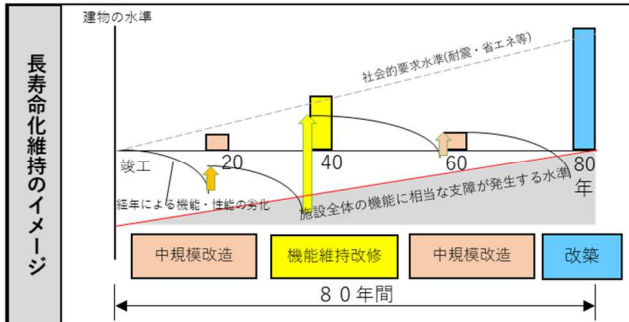 長寿命化維持のイメージ
建物の水準
社会的要求水準(耐震・省エネ等)
竣工
20
40
60
80
年
経年による機能・性能の劣化
施設全体の機能に相当な支障が発生する水準
中規模改造
機能維持改修
中規模改造
改築
80年間